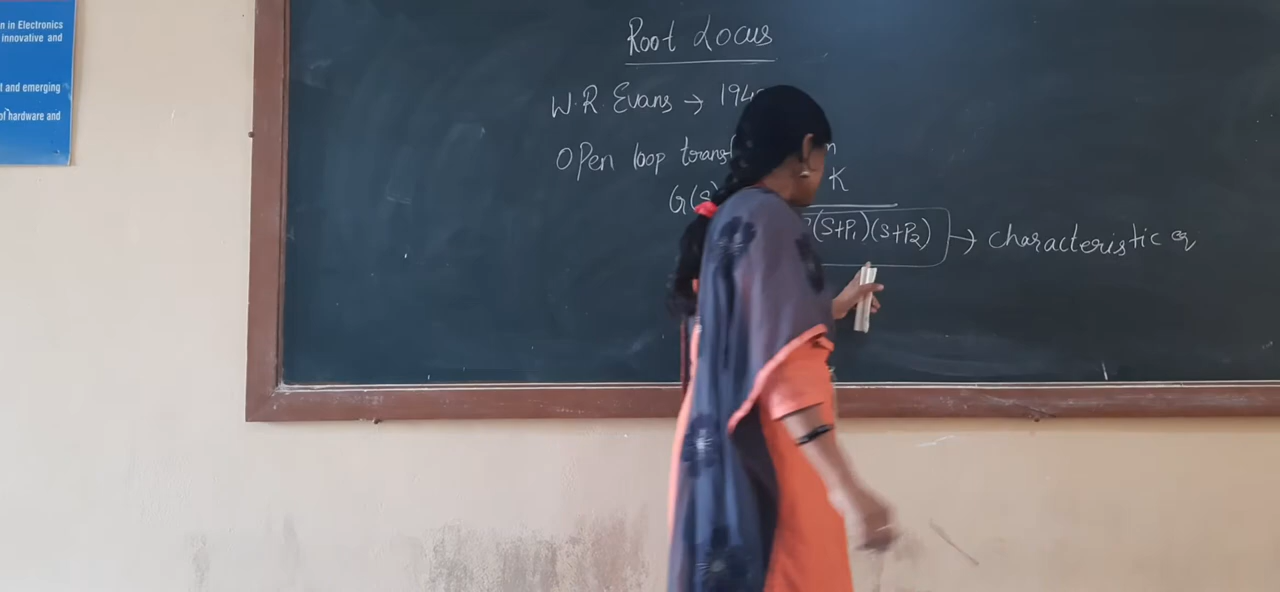 n in Electronics
innovative and
t and emerging
of hardware and
Root Locus
W.R. Evans → 194
Open loop transf
K
G(S)
(S+P₁)(S+P₂) → characteristic eq